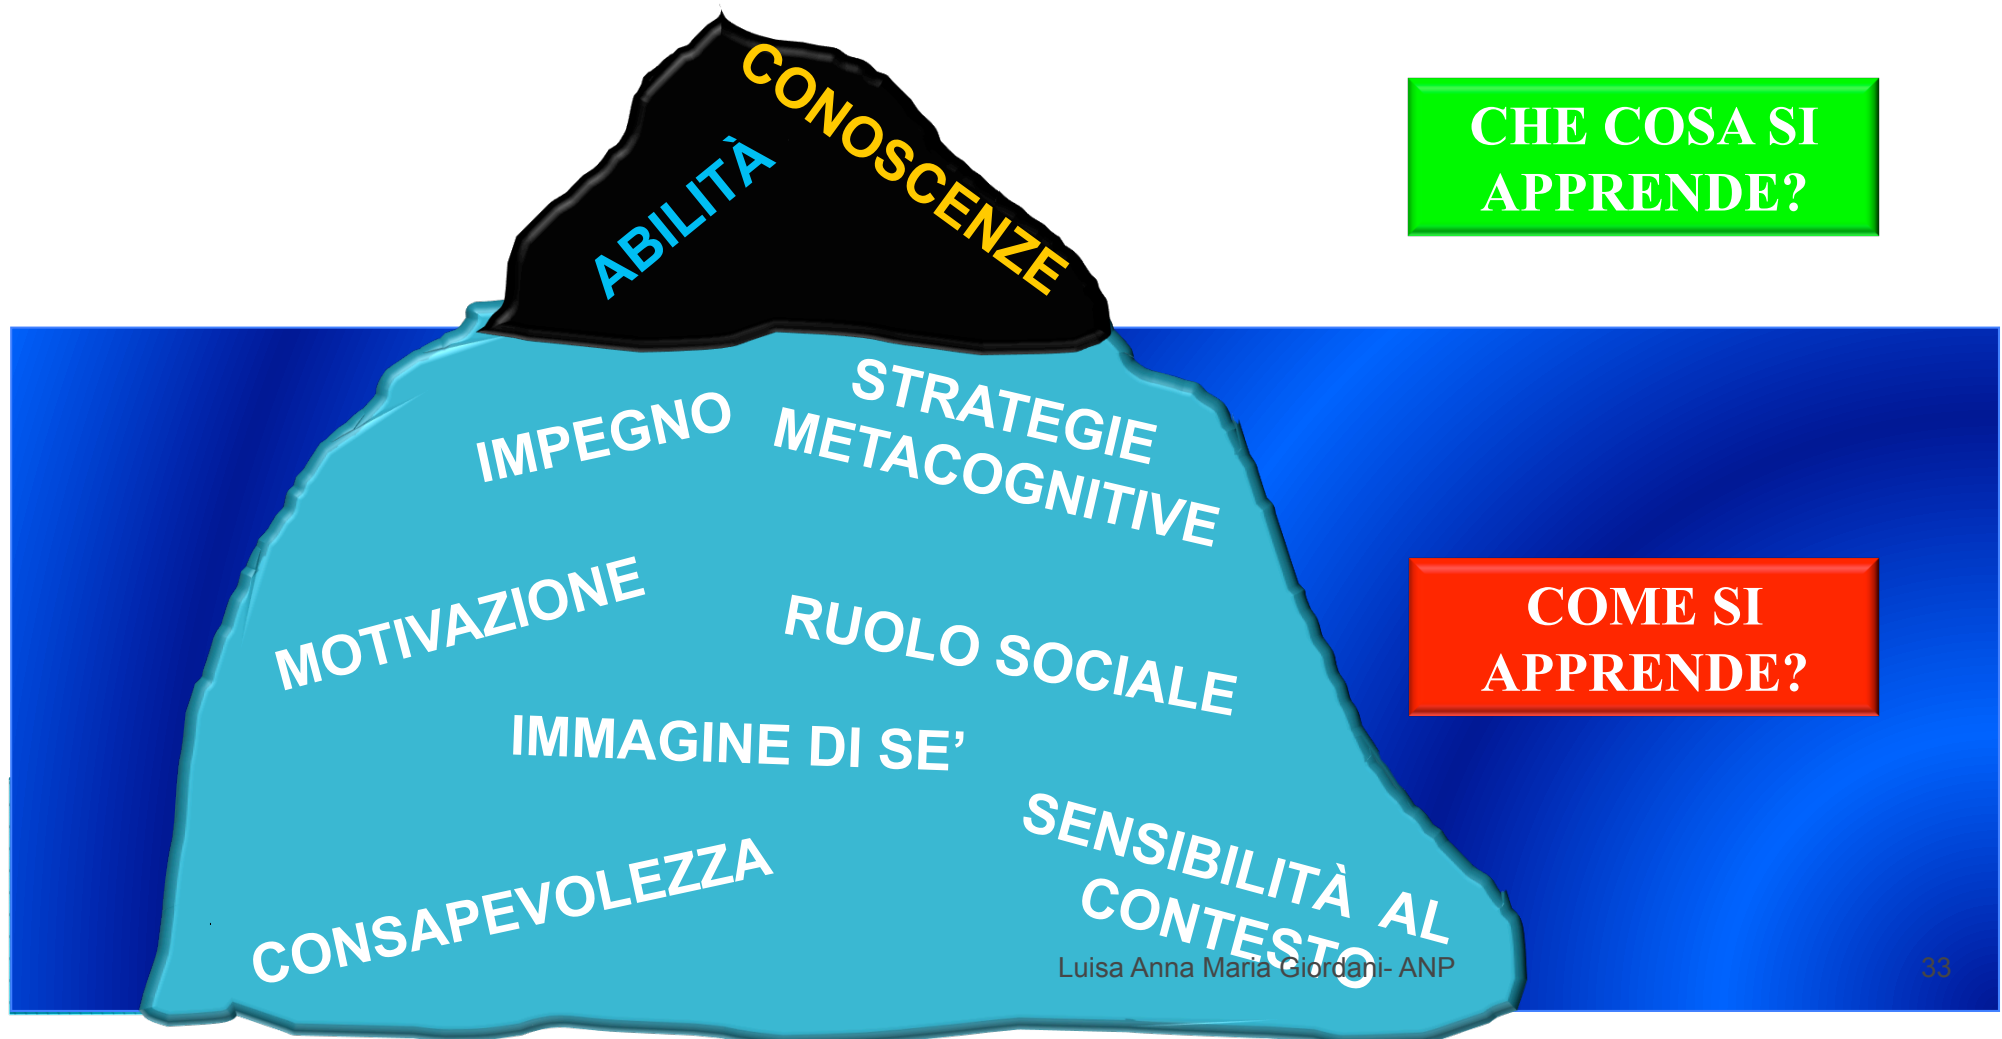 CONOSCENZE
ABILITÀ
CHE COSA SI
APPRENDE?
IMPEGNO
STRATEGIE
METACOGNITIVE
MOTIVAZIONE
RUOLO SOCIALE
COME SI
APPRENDE?
IMMAGINE DI SE’
CONSAPEVOLEZZA
SENSIBILITÀ AL
CONTESTO
Luisa Anna Maria Giordani- ANP
33